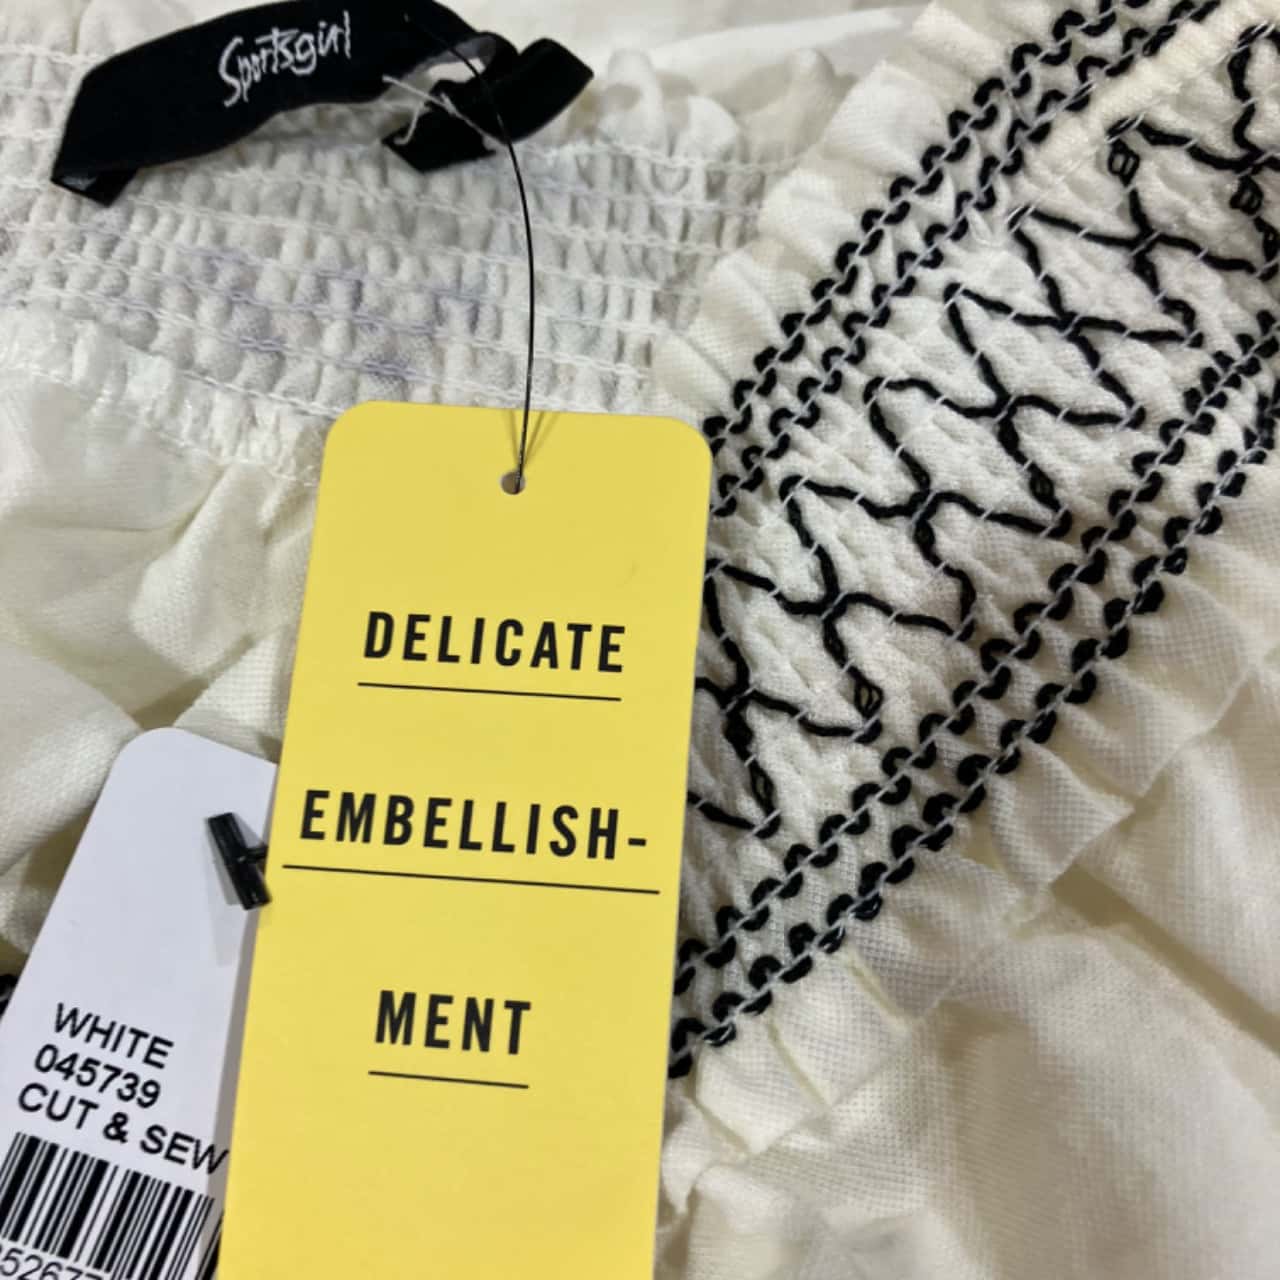 Sportsgirl
DELICATE
EMBELLISH-
MENT
WHITE
045739
CUT & SEW